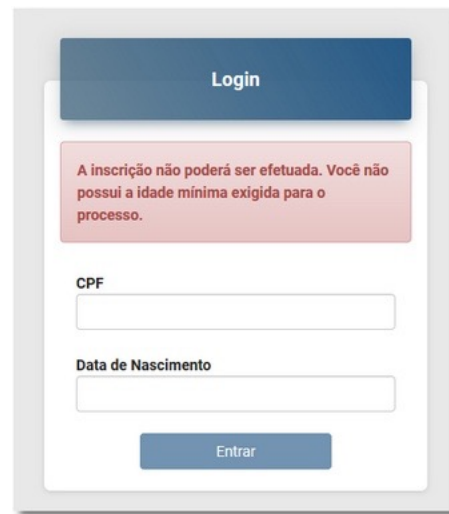 Login
A inscrição não poderá ser efetuada. Você não
possui a idade mínima exigida para o
processo.
CPF
Data de Nascimento
Entrar